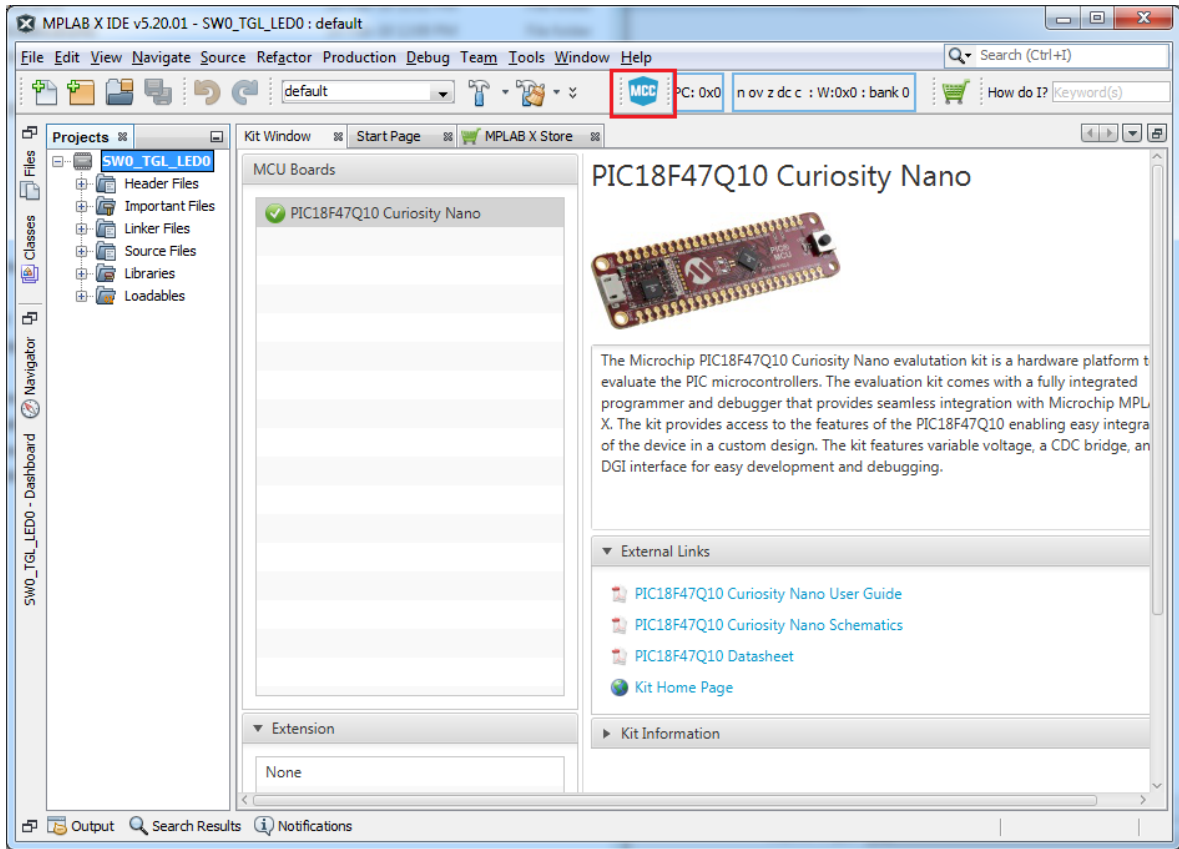 MPLAB X IDE v5.20.01 - SW0_TGL_LED0 : default
File Edit View Navigate Source Refactor Production Debug Team Tools Window Help
Search (Ctrl+I)
default
MCC
PC: 0x0
n ov z dc c : W:0x0 : bank 0
How do I? Keyword(s)
Files
Classes
Navigator
SW0_TGL_LED0 - Dashboard
Projects
SW0_TGL_LED0
Header Files
Important Files
Linker Files
Source Files
Libraries
Loadables
Kit Window Start Page MPLAB X Store
MCU Boards
PIC18F47Q10 Curiosity Nano
Extension
None
PIC18F47Q10 Curiosity Nano
PIC® MCU
The Microchip PIC18F47Q10 Curiosity Nano evalutation kit is a hardware platform t
evaluate the PIC microcontrollers. The evaluation kit comes with a fully integrated
programmer and debugger that provides seamless integration with Microchip MPL
X. The kit provides access to the features of the PIC18F47Q10 enabling easy integra
of the device in a custom design. The kit features variable voltage, a CDC bridge, an
DGI interface for easy development and debugging.
External Links
PIC18F47Q10 Curiosity Nano User Guide
PIC18F47Q10 Curiosity Nano Schematics
PIC18F47Q10 Datasheet
Kit Home Page
Kit Information
Output Search Results Notifications